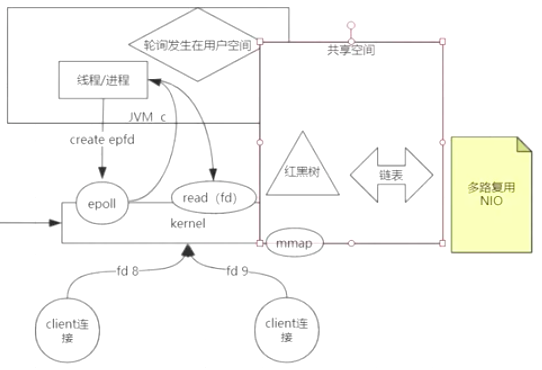 轮询发生在用户空间
共享空间
线程/进程
JVM c
create epfd
红黑树
链表
多路复用
NIO
epoll
read（fd）
kernel
mmap
fd 8
fd 9
client连
接
client连
接